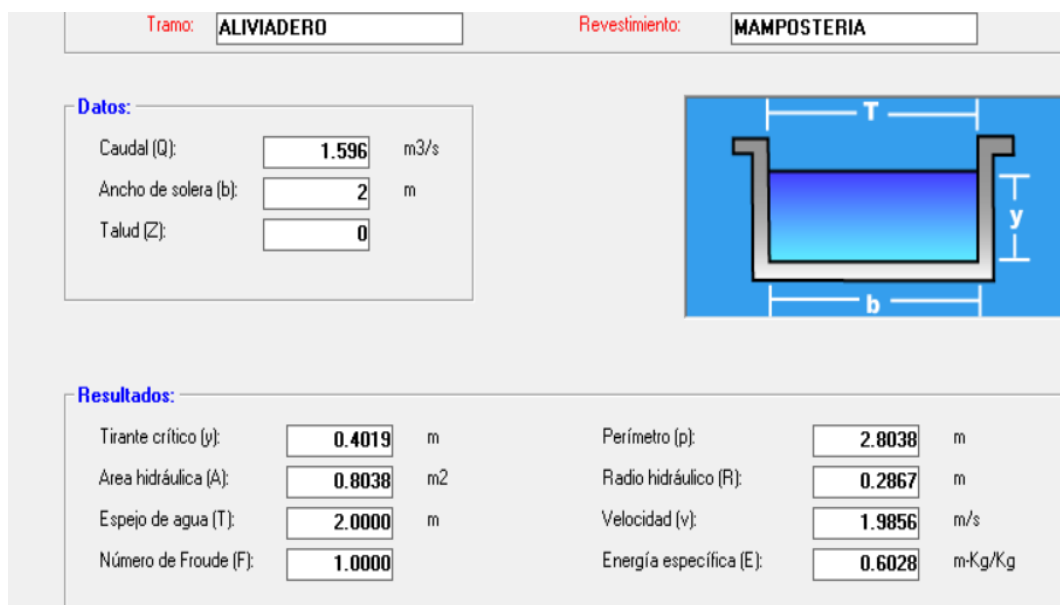 Tramo: ALIVIADERO Revestimiento: MAMPOSTERIA
Datos:
Caudal (Q): 1.596 m3/s
Ancho de solera (b): 2 m
Talud (Z): 0
T
y
b
Resultados:
Tirante crítico (y): 0.4019 m Perímetro (p): 2.8038 m
Area hidráulica (A): 0.8038 m2 Radio hidráulico (R): 0.2867 m
Espejo de agua (T): 2.0000 m Velocidad (v): 1.9856 m/s
Número de Froude (F): 1.0000 Energía específica (E): 0.6028 m-Kg/Kg